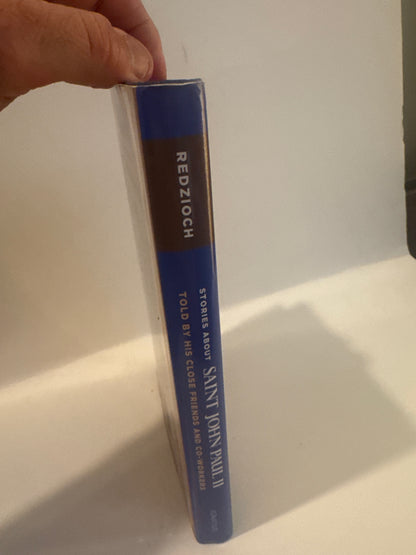 REDZIOCH
STORIES ABOUT
SAINT JOHN PAUL II
TOLD BY HIS CLOSE FRIENDS AND CO-WORKERS